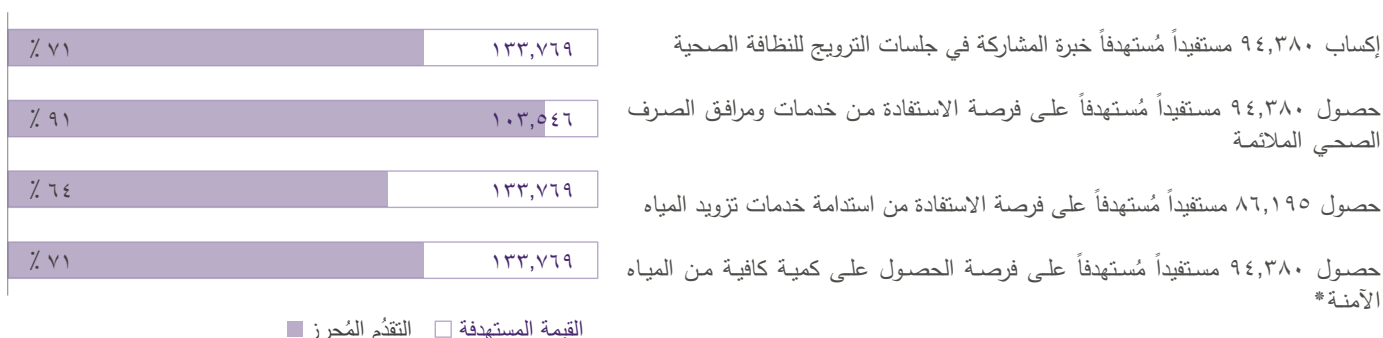 إكساب ٩٤,٣٨٠ مستفيداً مُستهدفاً خبرة المشاركة في جلسات الترويج للنظافة الصحية
١٣٣,٧٦٩
٧١ ٪
حصول ٩٤,٣٨٠ مستفيداً مُستهدفاً على فرصة الاستفادة من خدمات ومرافق الصرف
الصحي الملائمة
١٠٣,٥٤٦
٩١ ٪
حصول ٨٦,١٩٥ مستفيداً مُستهدفاً على فرصة الاستفادة من استدامة خدمات تزويد المياه
١٣٣,٧٦٩
٦٤ ٪
حصول ٩٤,٣٨٠ مستفيداً مُستهدفاً على فرصة الحصول على كمية كافية من المياه
الآمنة*
١٣٣,٧٦٩
٧١ ٪
القيمة المستهدفة
التقدُم المُحرز